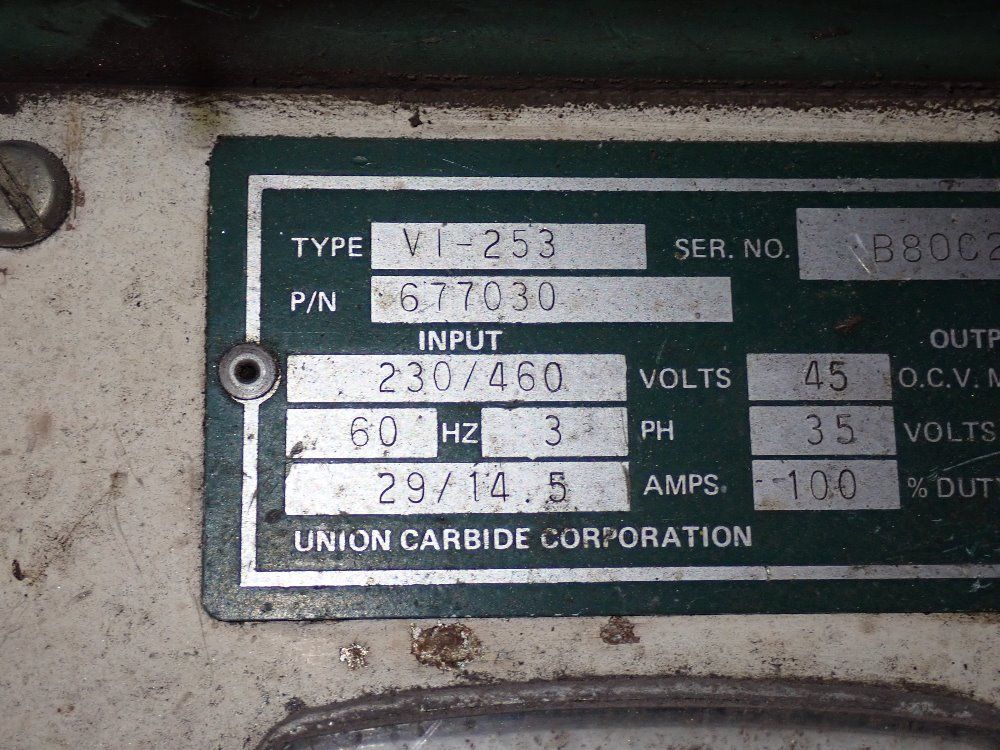 TYPE VI-253 SER. NO. B80C2
P/N 677030
INPUT OUTP
230/460 VOLTS 45 O.C.V. M
60 HZ 3 PH 35 VOLTS
29/14.5 AMPS. 100 % DUTY
UNION CARBIDE CORPORATION